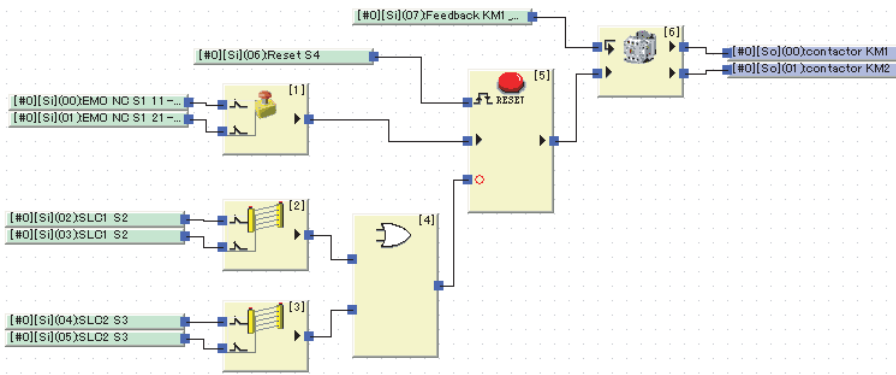 [#0][Si](07):Feedback KM1 _...
[6]
[#0][So](00):contactor KM1
[#0][So](01):contactor KM2
[#0][Si](06):Reset S4
[5]
RESET
[1]
[#0][Si](00):EMO NC S1 11-...
[#0][Si](01):EMO NC S1 21-...
[2]
[#0][Si](02):SLC1 S2
[#0][Si](03):SLC1 S2
[4]
[3]
[#0][Si](04):SLC2 S3
[#0][Si](05):SLC2 S3